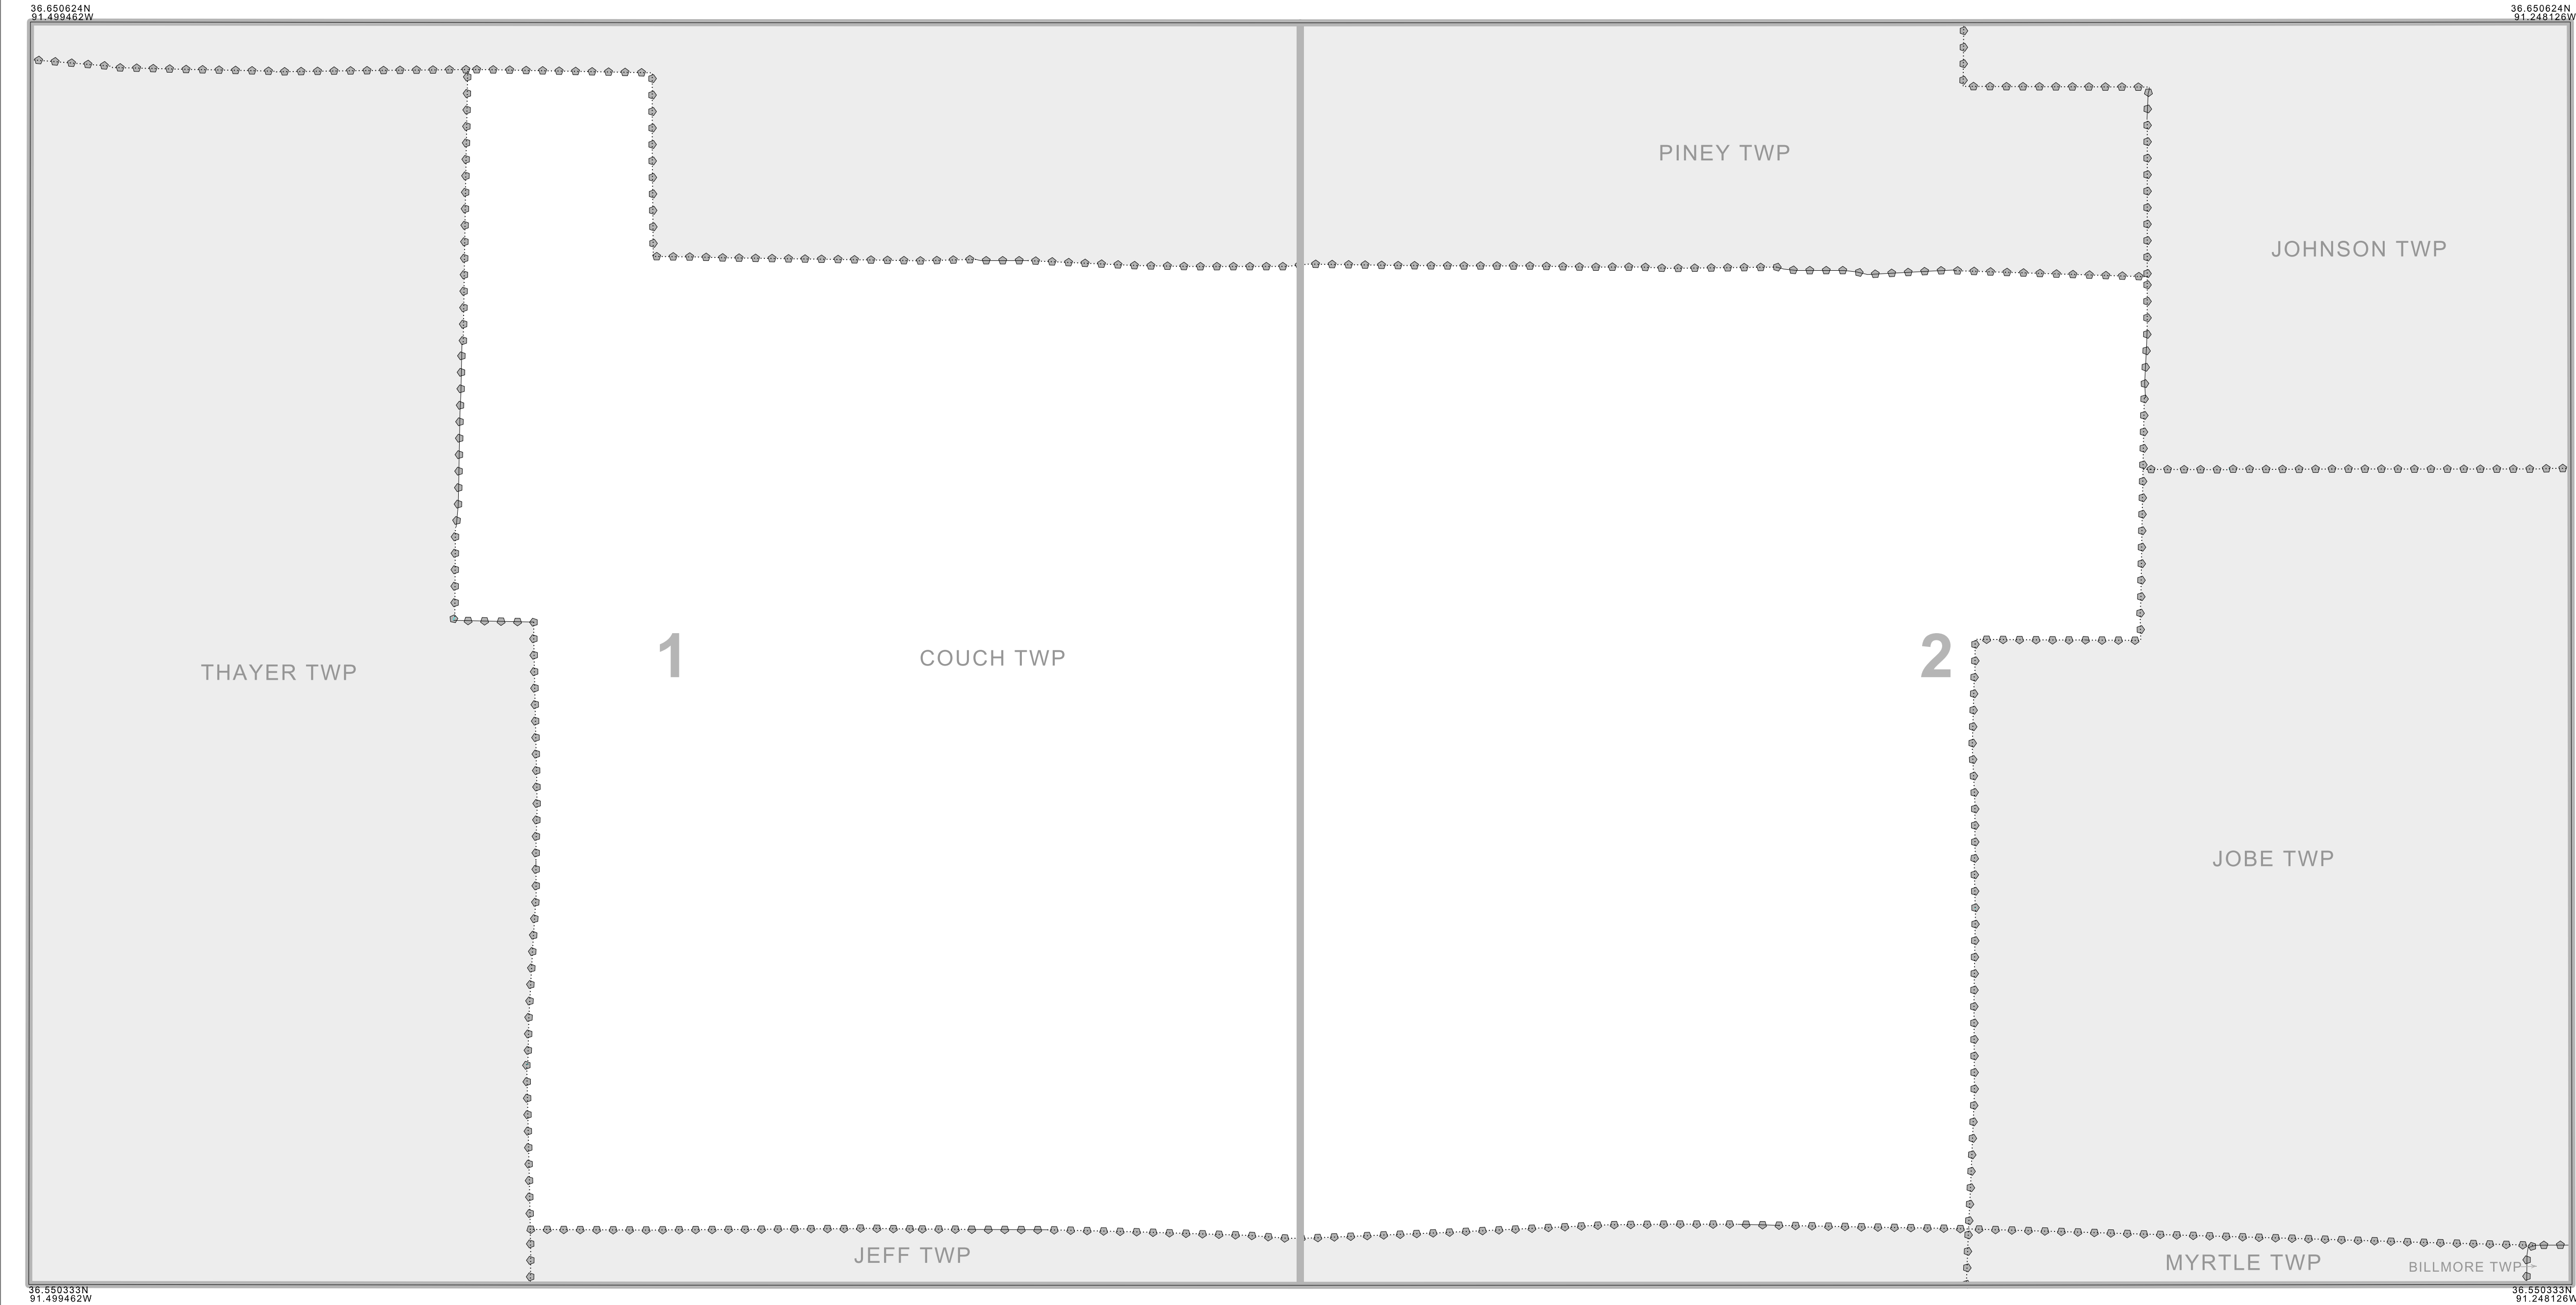 36.650624N
91.499462W
36.650624N
91.248126W
PINEY TWP
JOHNSON TWP
1
COUCH TWP
2
THAYER TWP
JOBE TWP
JEFF TWP
MYRTLE TWP
BILLMORE TWP
36.550333N
91.499462W
36.550333N
91.248126W